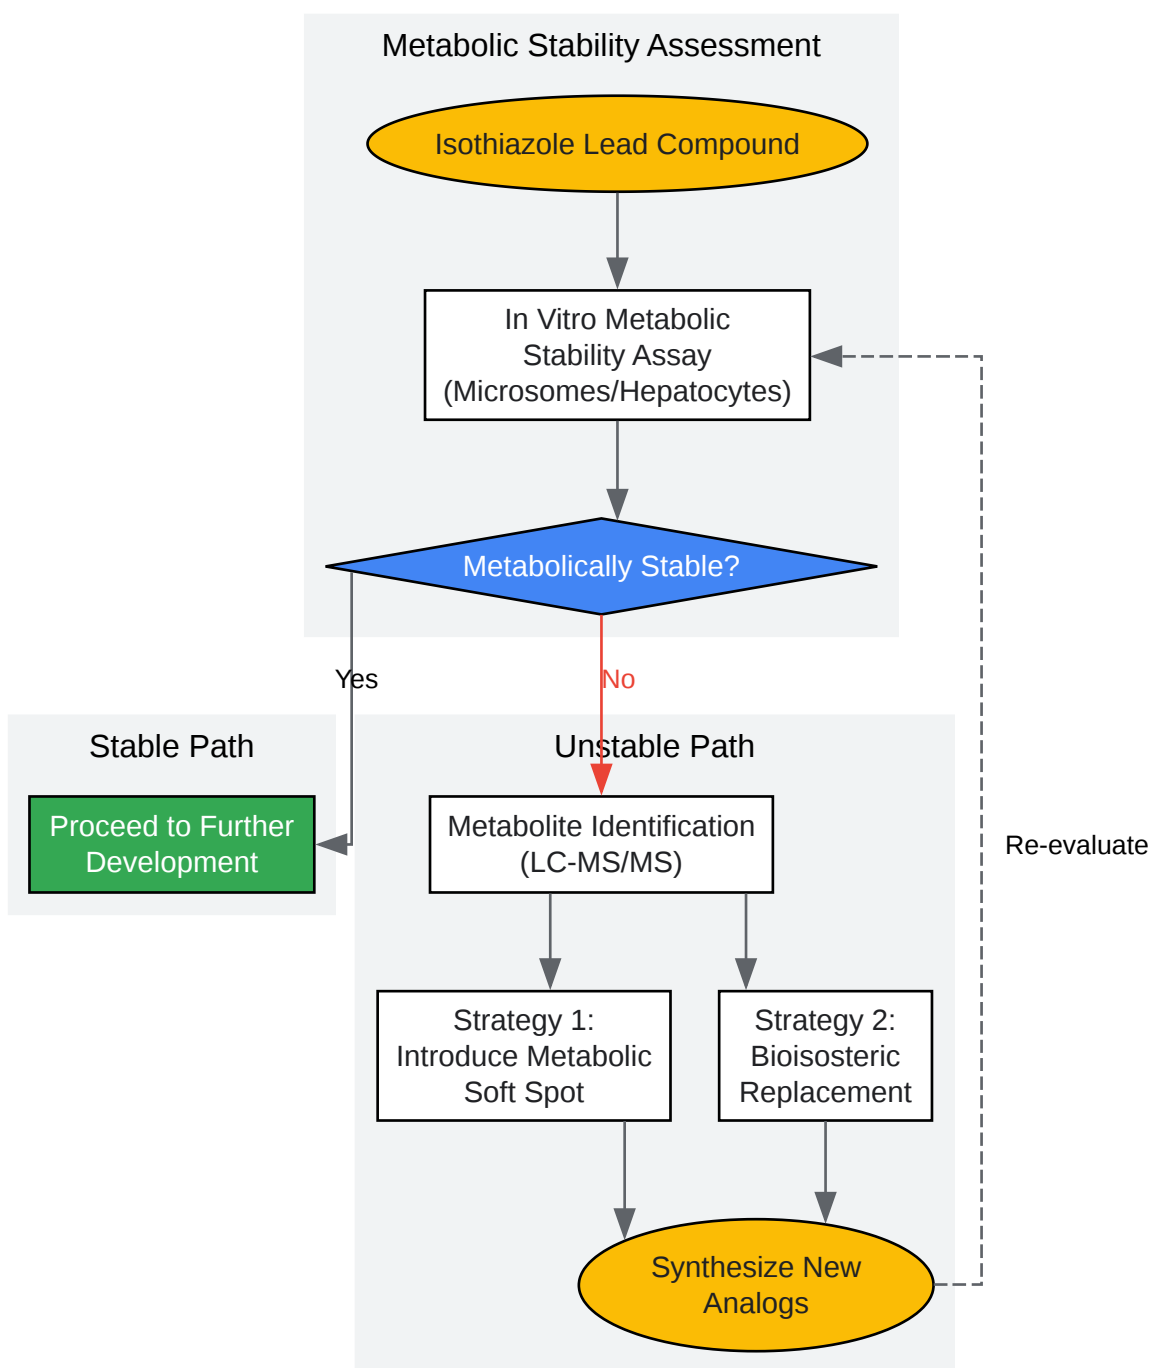 Metabolic Stability Assessment
Isothiazole Lead Compound
In Vitro Metabolic
Stability Assay
(Microsomes/Hepatocytes)
Metabolically Stable?
Yes
No
Stable Path
Unstable Path
Proceed to Further
Development
Metabolite Identification
(LC-MS/MS)
Re-evaluate
Strategy 1:
Introduce Metabolic
Soft Spot
Strategy 2:
Bioisosteric
Replacement
Synthesize New
Analogs